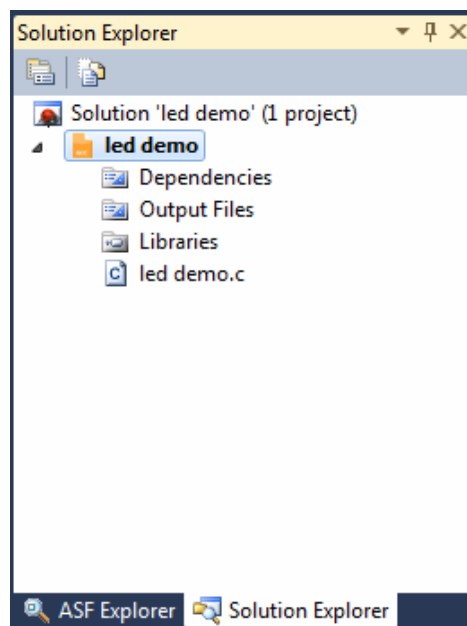 Solution Explorer
Solution 'led demo' (1 project)
led demo
Dependencies
Output Files
Libraries
led demo.c
ASF Explorer Solution Explorer